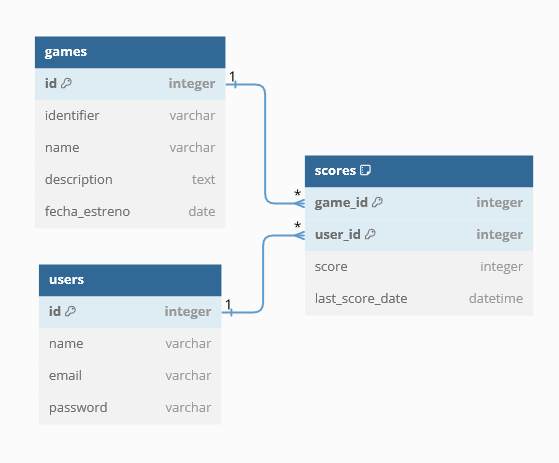 games
id integer
identifier varchar
name varchar
description text
fecha_estreno date
1
scores
* game_id integer
* user_id integer
score integer
last_score_date datetime
users
id integer
1
name varchar
email varchar
password varchar